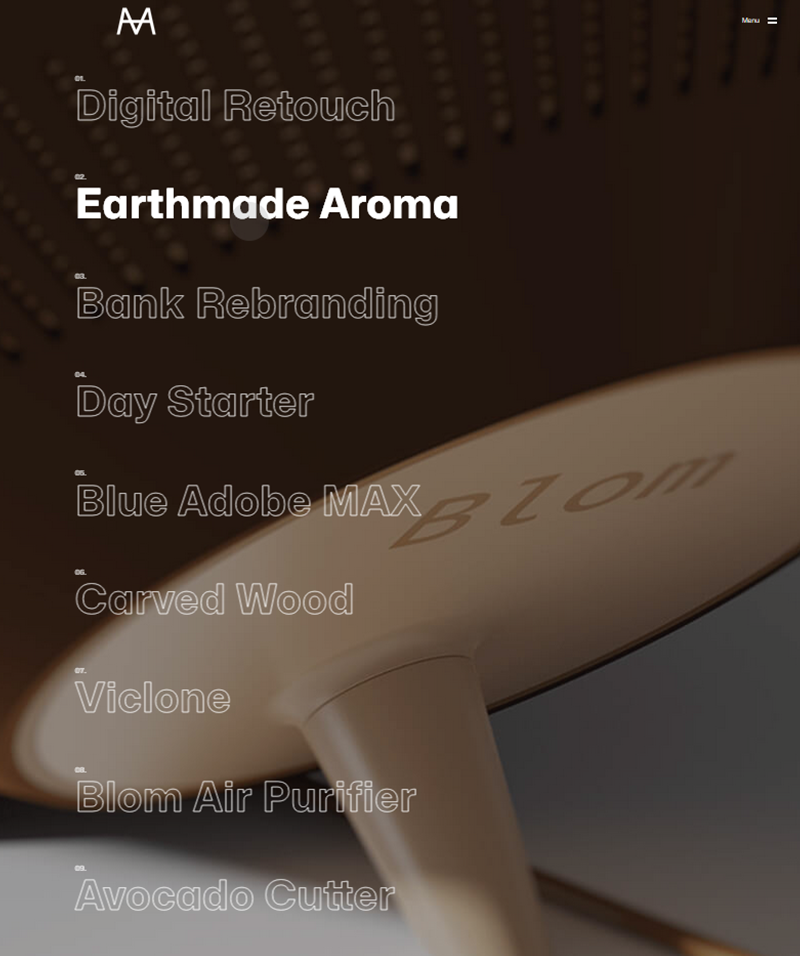 Menu
01.
Digital Retouch
02.
Earthmade Aroma
03.
Bank Rebranding
04.
Day Starter
05.
Blue Adobe MAX
Blom
06.
Carved Wood
07.
Viclone
08.
Blom Air Purifier
09.
Avocado Cutter